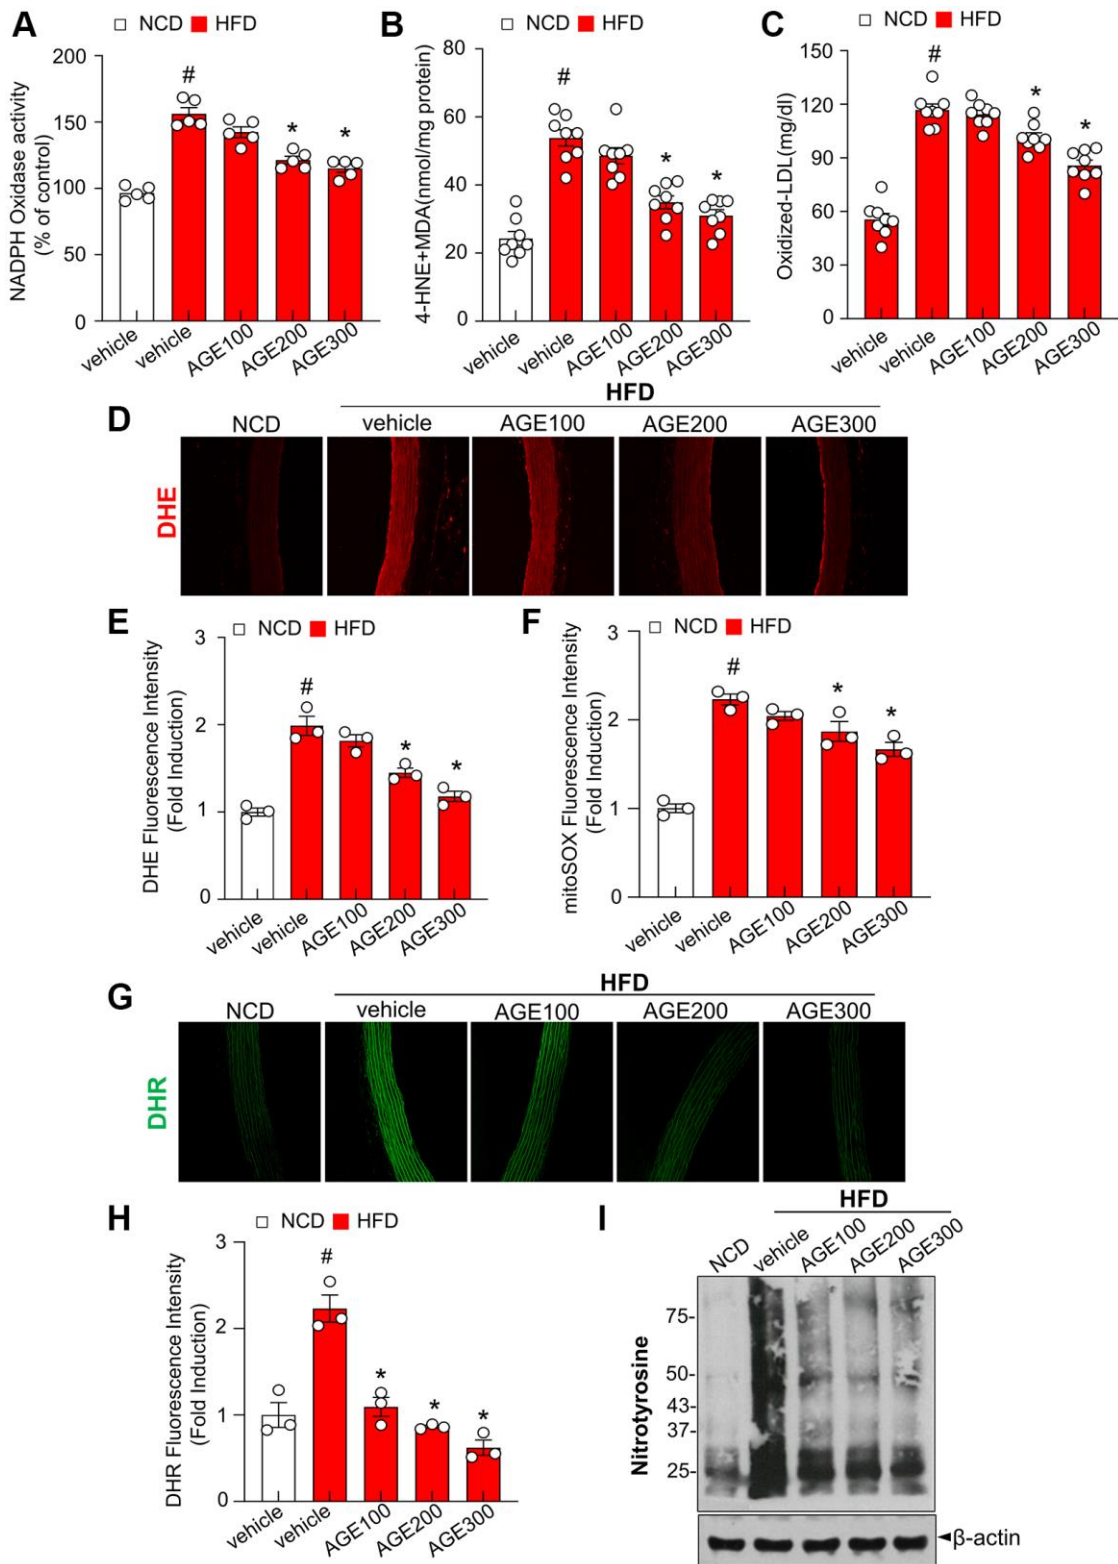 A
NCD HFD
NADPH Oxidase activity
(% of control)
200
150
100
50
0
#
*
*
vehicle
vehicle
AGE100
AGE200
AGE300
B
NCD HFD
4-HNE+MDA(nmol/mg protein)
80
60
40
20
0
#
*
*
vehicle
vehicle
AGE100
AGE200
AGE300
C
NCD HFD
Oxidized-LDL(mg/dl)
150
120
90
60
30
0
#
*
*
vehicle
vehicle
AGE100
AGE200
AGE300
D
HFD
NCD
vehicle
AGE100
AGE200
AGE300
DHE
E
NCD HFD
DHE Fluorescence Intensity
(Fold Induction)
3
2
1
0
#
*
*
vehicle
vehicle
AGE100
AGE200
AGE300
F
NCD HFD
mitoSOX Fluorescence Intensity
(Fold Induction)
3
2
1
0
#
*
*
vehicle
vehicle
AGE100
AGE200
AGE300
G
HFD
NCD
vehicle
AGE100
AGE200
AGE300
DHR
H
NCD HFD
DHR Fluorescence Intensity
(Fold Induction)
3
2
1
0
#
*
*
*
vehicle
vehicle
AGE100
AGE200
AGE300
I
HFD
NCD
vehicle
AGE100
AGE200
AGE300
Nitrotyrosine
75-
50-
43-
37-
25-
β-actin